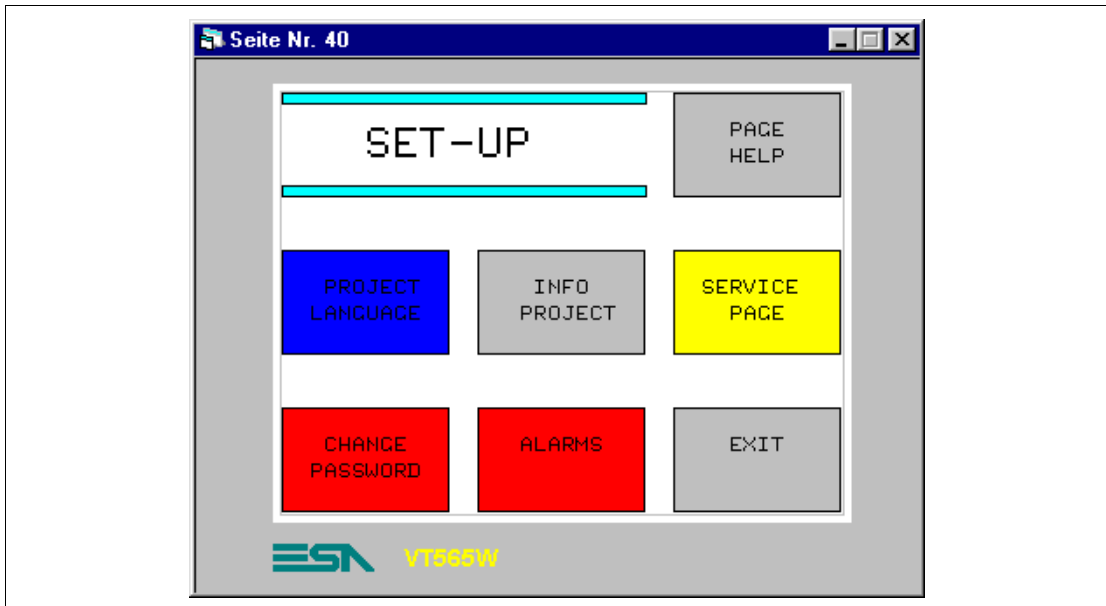 Seite Nr. 40
SET-UP
PAGE
HELP
PROJECT
LANGUAGE
INFO
PROJECT
SERVICE
PAGE
CHANGE
PASSWORD
ALARMS
EXIT
ESA VT565W